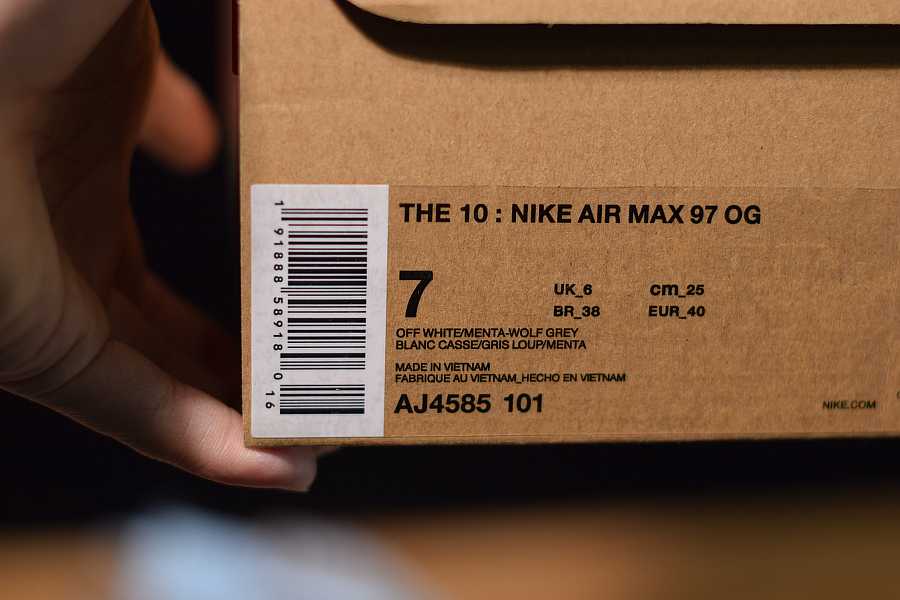 1 91888 58918 0 16
THE 10 : NIKE AIR MAX 97 OG
7
UK_6 cm_25
BR_38 EUR_40
OFF WHITE/MENTA-WOLF GREY
BLANC CASSE/GRIS LOUP/MENTA
MADE IN VIETNAM
FABRIQUE AU VIETNAM_HECHO EN VIETNAM
AJ4585 101
NIKE.COM